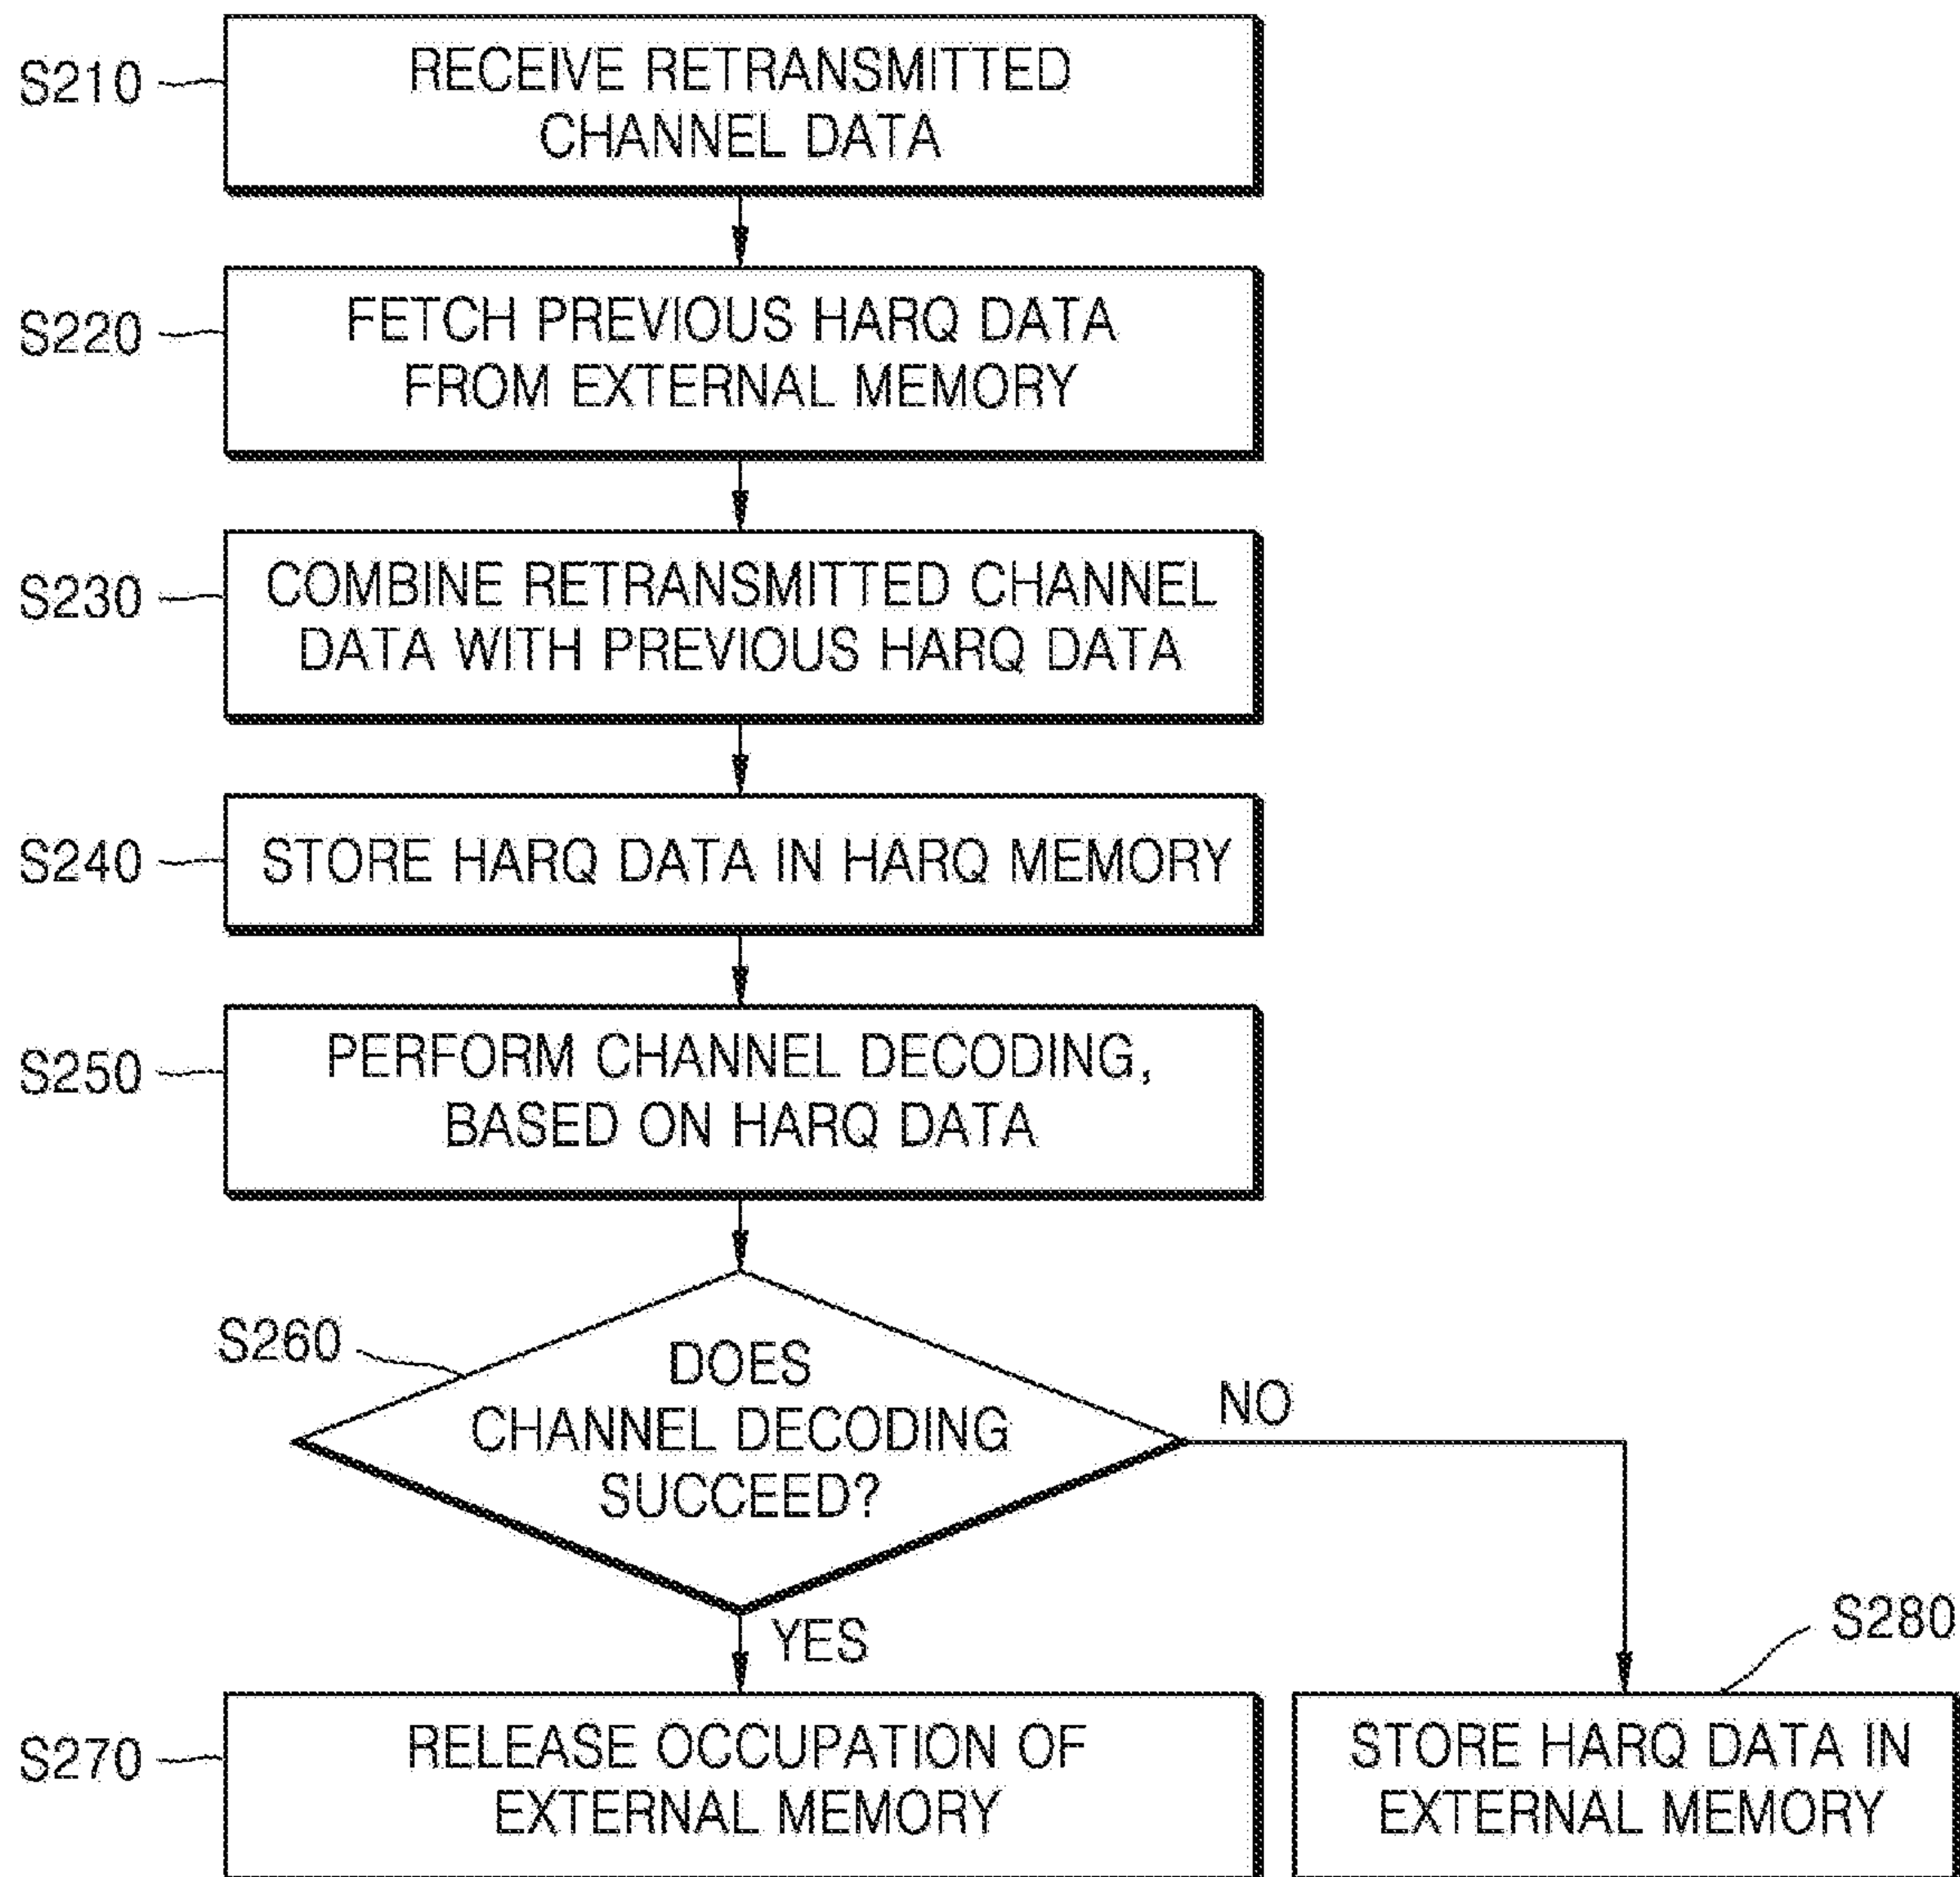 S210
RECEIVE RETRANSMITTED
CHANNEL DATA
S220
FETCH PREVIOUS HARQ DATA
FROM EXTERNAL MEMORY
S230
COMBINE RETRANSMITTED CHANNEL
DATA WITH PREVIOUS HARQ DATA
S240
STORE HARQ DATA IN HARQ MEMORY
S250
PERFORM CHANNEL DECODING,
BASED ON HARQ DATA
S260
DOES
CHANNEL DECODING
SUCCEED?
NO
YES
S270
RELEASE OCCUPATION OF
EXTERNAL MEMORY
S280
STORE HARQ DATA IN
EXTERNAL MEMORY